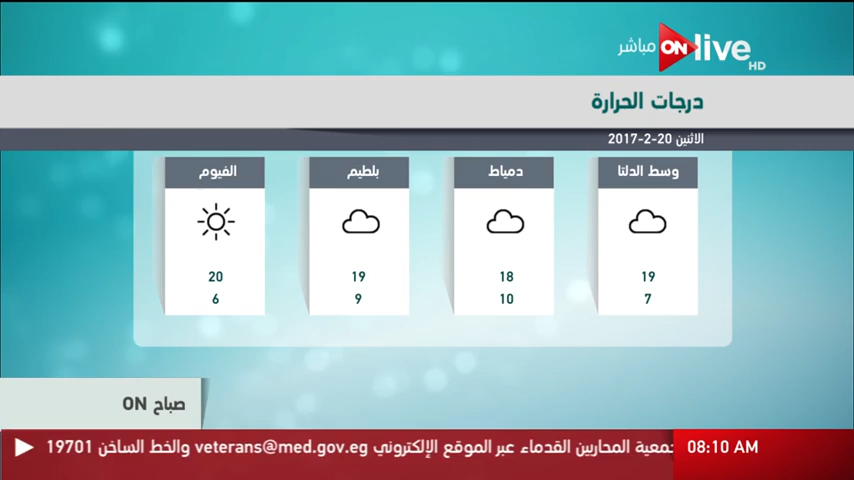 مباشر ON live HD
درجات الحرارة
الاثنين 20-2-2017
وسط الدلتا
19
7
دمياط
18
10
بلطيم
19
9
الفيوم
20
6
صباح ON
جمعية المحاربين القدماء عبر الموقع الإلكتروني veterans@med.gov.eg والخط الساخن 19701
08:10 AM